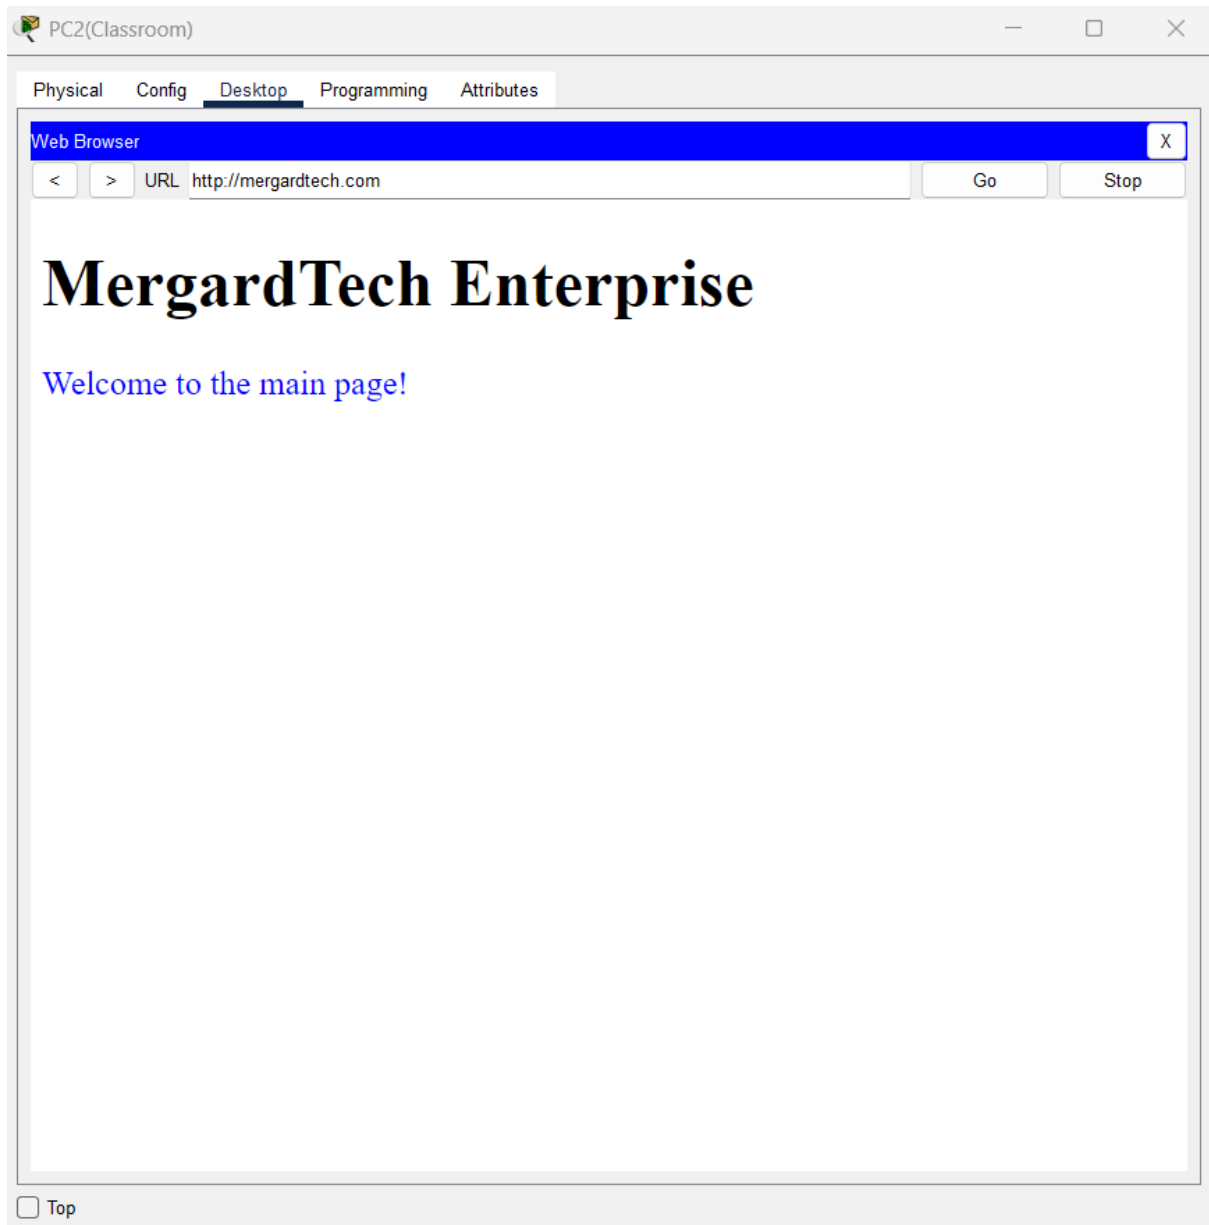 PC2(Classroom)
Physical Config Desktop Programming Attributes
Web Browser X
< > URL http://mergardtech.com Go Stop
MergardTech Enterprise
Welcome to the main page!
Top